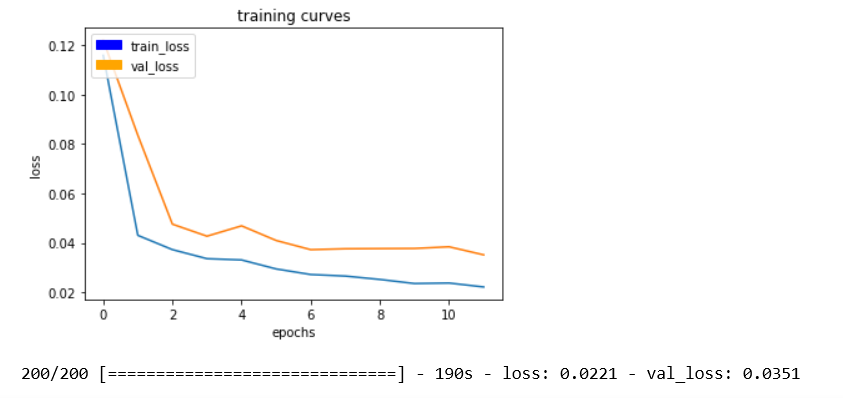 training curves
loss
0.12
0.10
0.08
0.06
0.04
0.02
train_loss
val_loss
0 2 4 6 8 10
epochs
200/200 [==============================] - 190s - loss: 0.0221 - val_loss: 0.0351